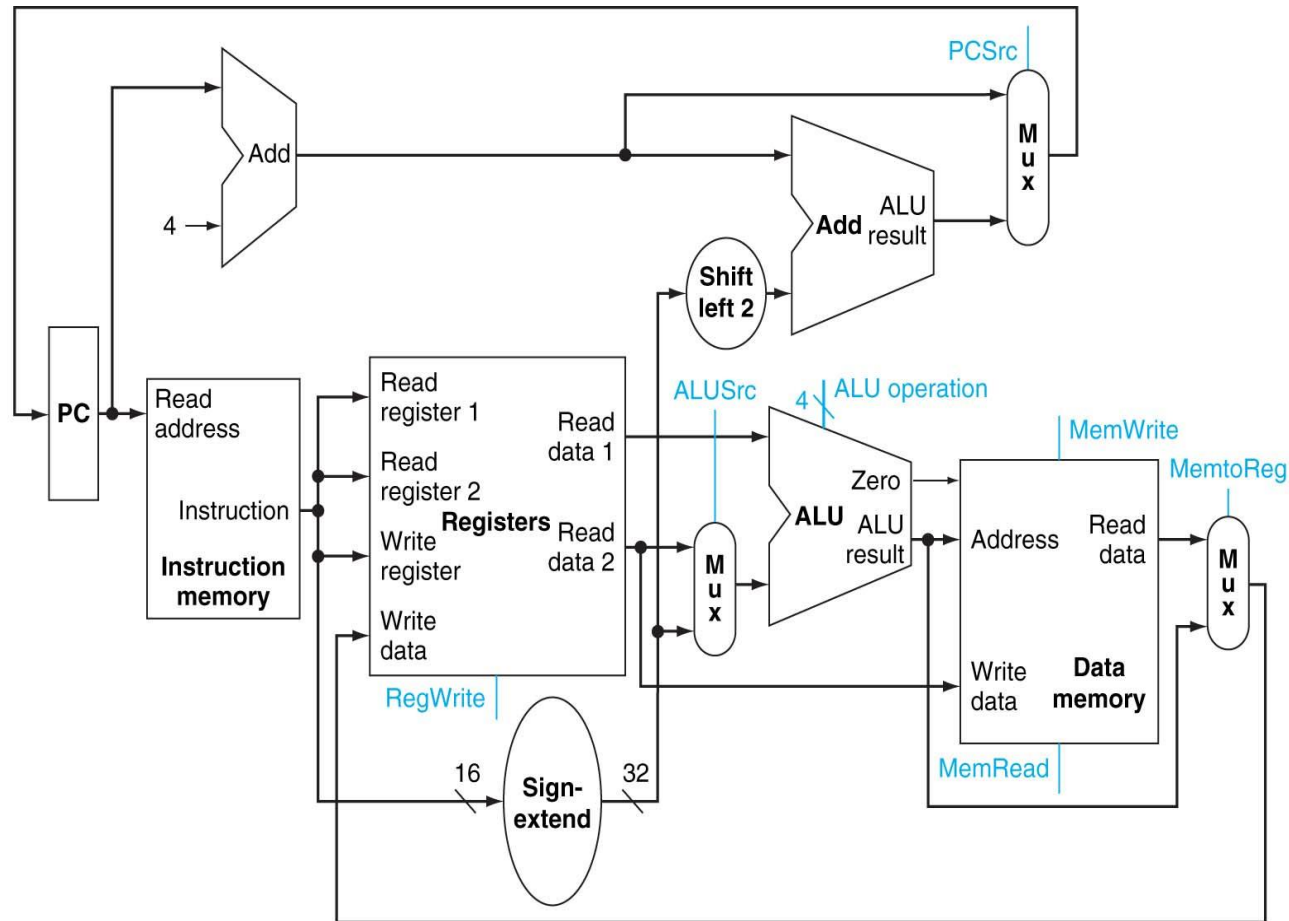 PCSrc
M
u
x
Add
4
Add
ALU
result
Shift
left 2
PC
Read
address
Instruction
Instruction
memory
Read
register 1
Read
register 2
Write
register
Write
data
Registers
Read
data 1
Read
data 2
RegWrite
16
Sign-
extend
32
ALUSrc
M
u
x
4
ALU operation
Zero
ALU
ALU
result
MemWrite
Address
Read
data
Write
data
Data
memory
MemRead
MemtoReg
M
u
x